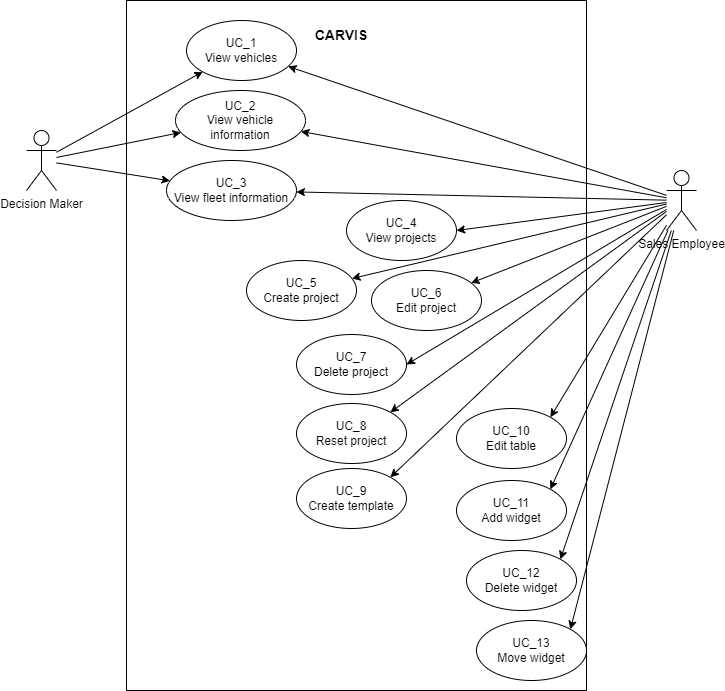 CARVIS
UC_1
View vehicles
UC_2
View vehicle
information
UC_3
View fleet information
Decision Maker
UC_4
View projects
Sales Employee
UC_5
Create project
UC_6
Edit project
UC_7
Delete project
UC_8
Reset project
UC_10
Edit table
UC_9
Create template
UC_11
Add widget
UC_12
Delete widget
UC_13
Move widget